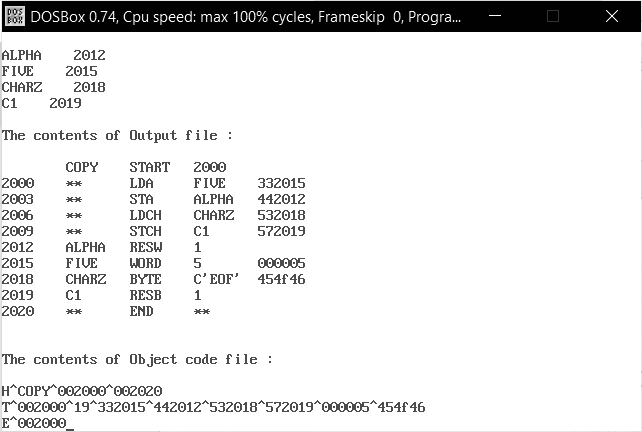 DOSBox 0.74, Cpu speed: max 100% cycles, Frameskip  0, Progra...
ALPHA    2012
FIVE    2015
CHARZ    2018
C1    2019
The contents of Output file :
        COPY    START   2000
2000    **      LDA     FIVE    332015
2003    **      STA     ALPHA   442012
2006    **      LDCH    CHARZ   532018
2009    **      STCH    C1      572019
2012    ALPHA   RESW    1
2015    FIVE    WORD    5       000005
2018    CHARZ   BYTE    C'EOF'  454f46
2019    C1      RESB    1
2020    **      END     **
The contents of Object code file :
H^COPY^002000^002020
T^002000^19^332015^442012^532018^572019^000005^454f46
E^002000_